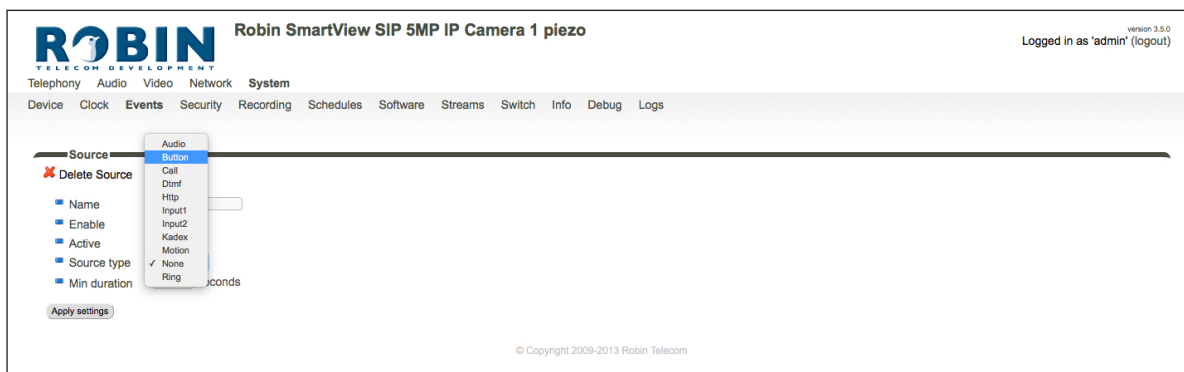 ROBIN
TELECOM DEVELOPMENT
Robin SmartView SIP 5MP IP Camera 1 piezo
version 3.5.0
Logged in as 'admin' (logout)
Telephony Audio Video Network System
Device Clock Events Security Recording Schedules Software Streams Switch Info Debug Logs
Source
Delete Source
Name
Enable
Active
Source type
Min duration
Audio
Button
Call
Dtmf
Http
Input1
Input2
Kadex
Motion
✓ None
Ring
Apply settings
© Copyright 2009-2013 Robin Telecom